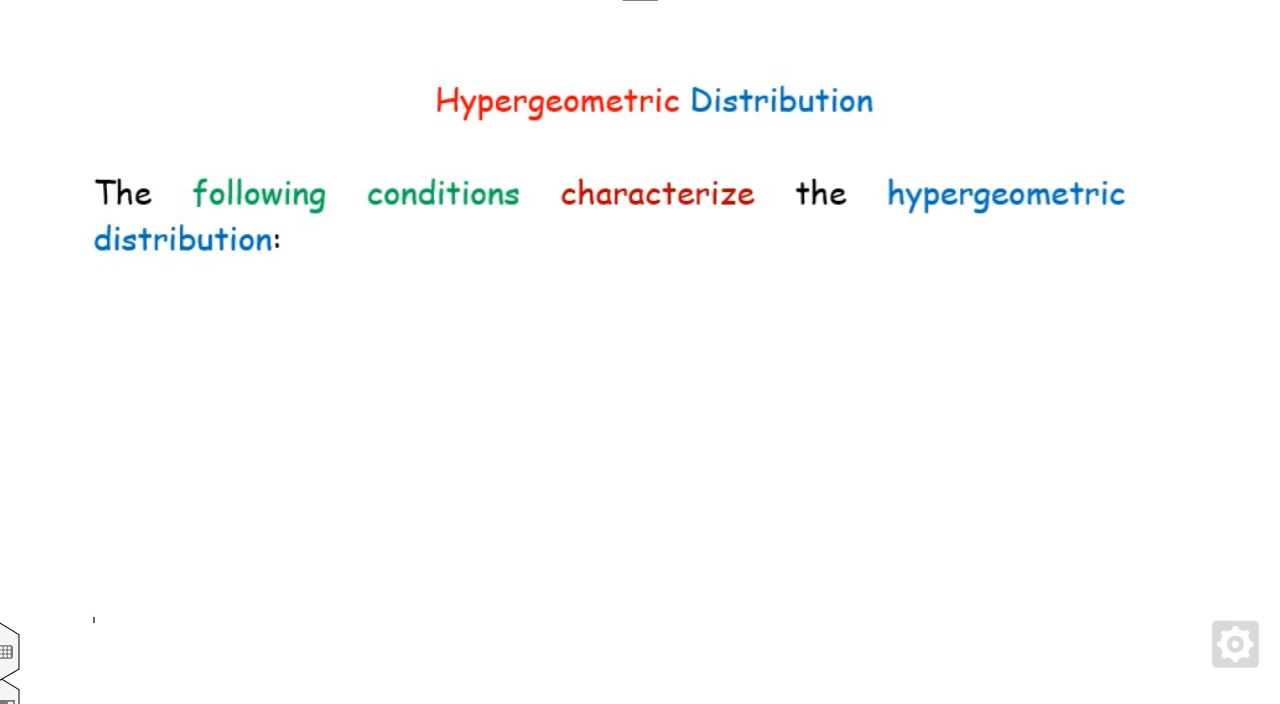 Hypergeometric Distribution
The following conditions characterize the hypergeometric
distribution: